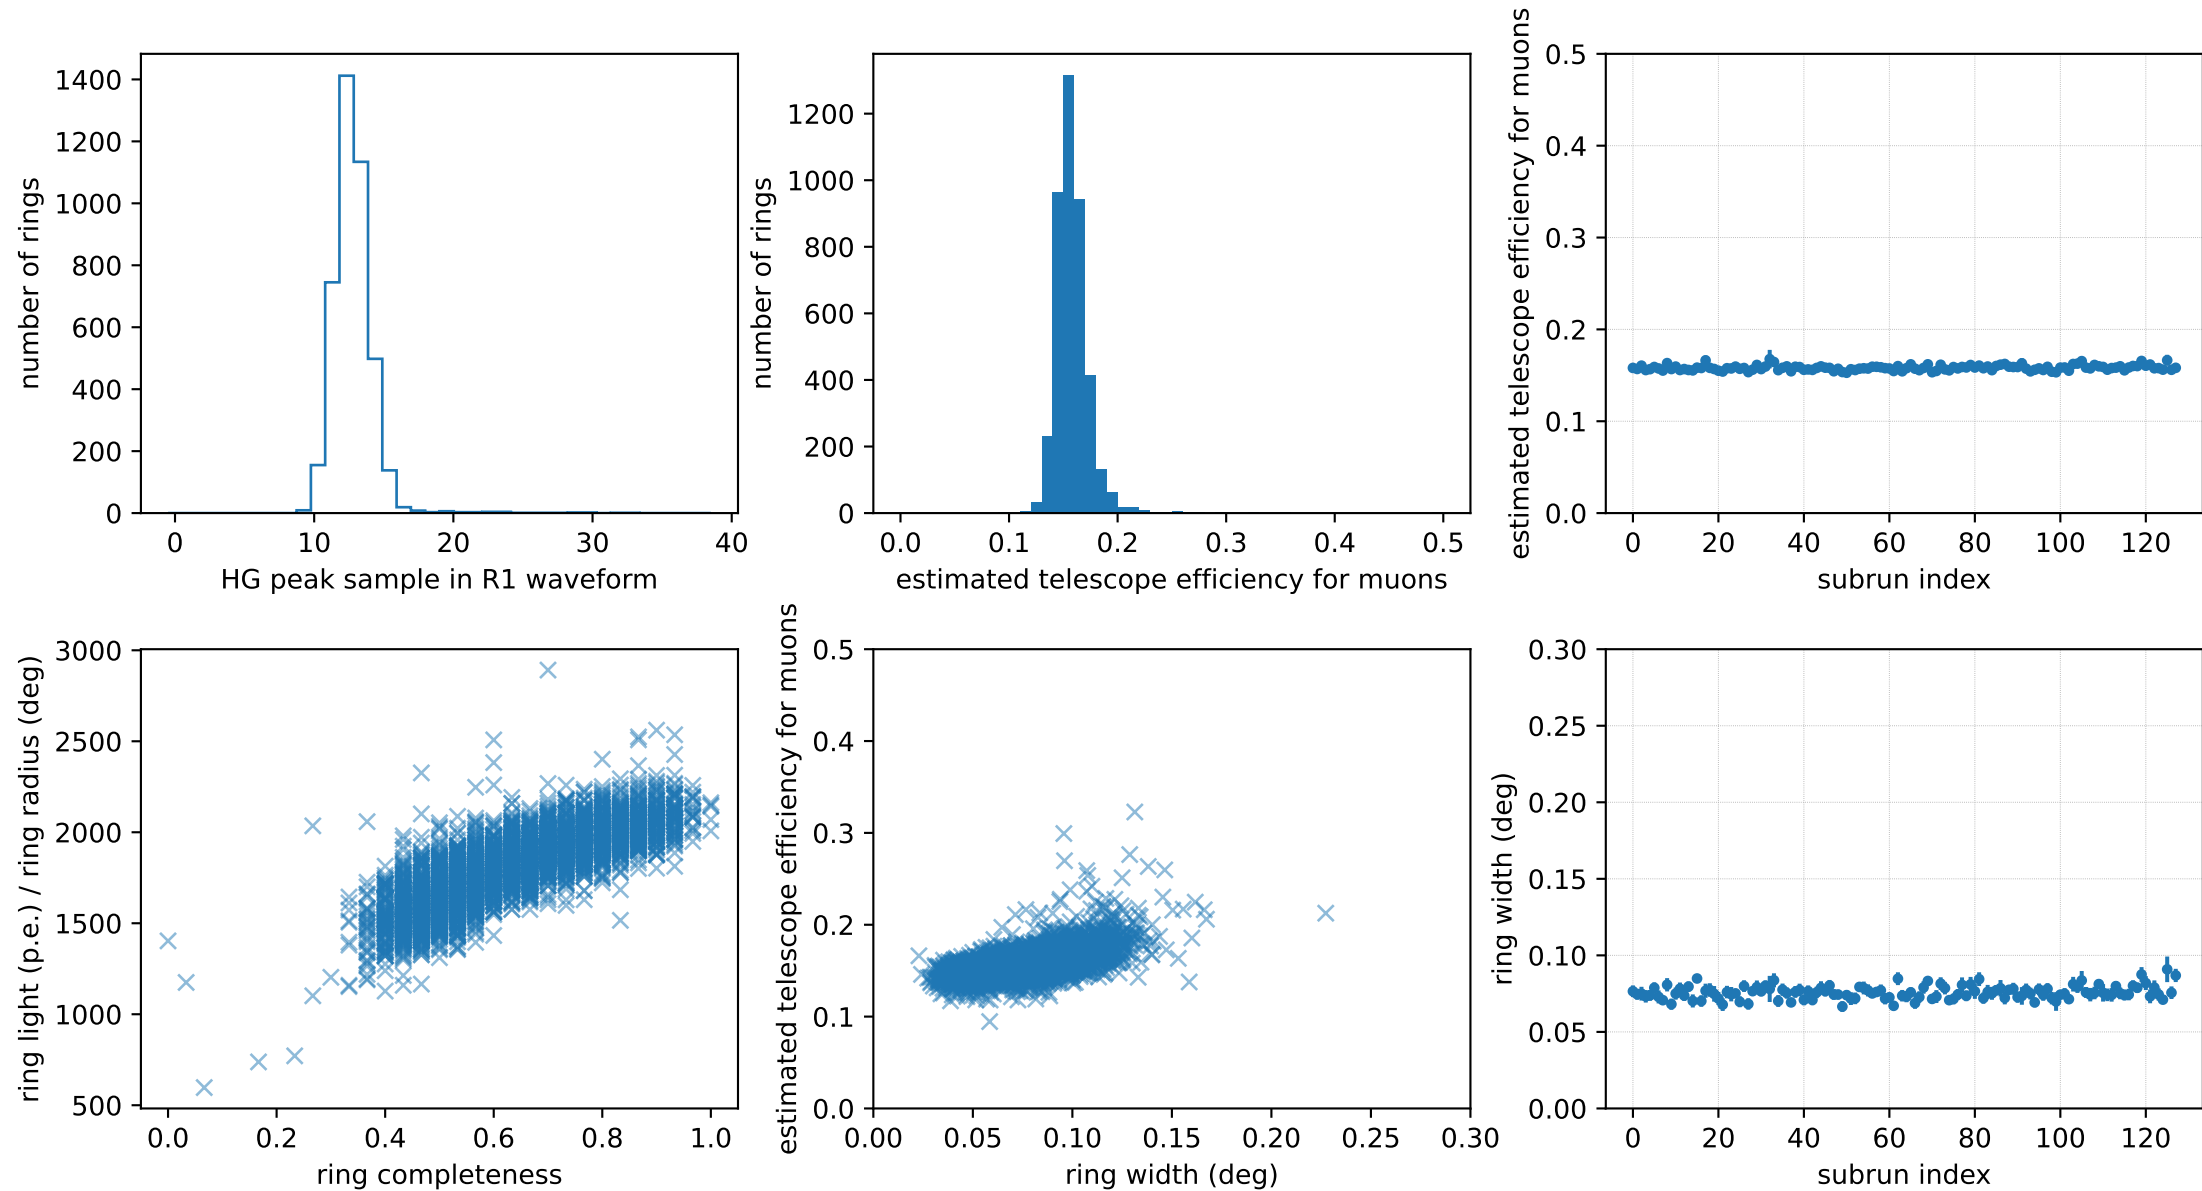 1400
1200
1000
800
600
400
200
0
number of rings
0 10 20 30 40
HG peak sample in R1 waveform
1200
1000
800
600
400
200
0
number of rings
0.0 0.1 0.2 0.3 0.4 0.5
estimated telescope efficiency for muons
0.5
0.4
0.3
0.2
0.1
0.0
estimated telescope efficiency for muons
0 20 40 60 80 100 120
subrun index
3000
2500
2000
1500
1000
500
ring light (p.e.) / ring radius (deg)
0.0 0.2 0.4 0.6 0.8 1.0
ring completeness
0.5
0.4
0.3
0.2
0.1
0.0
estimated telescope efficiency for muons
0.00 0.05 0.10 0.15 0.20 0.25 0.30
ring width (deg)
0.30
0.25
0.20
0.15
0.10
0.05
0.00
ring width (deg)
0 20 40 60 80 100 120
subrun index